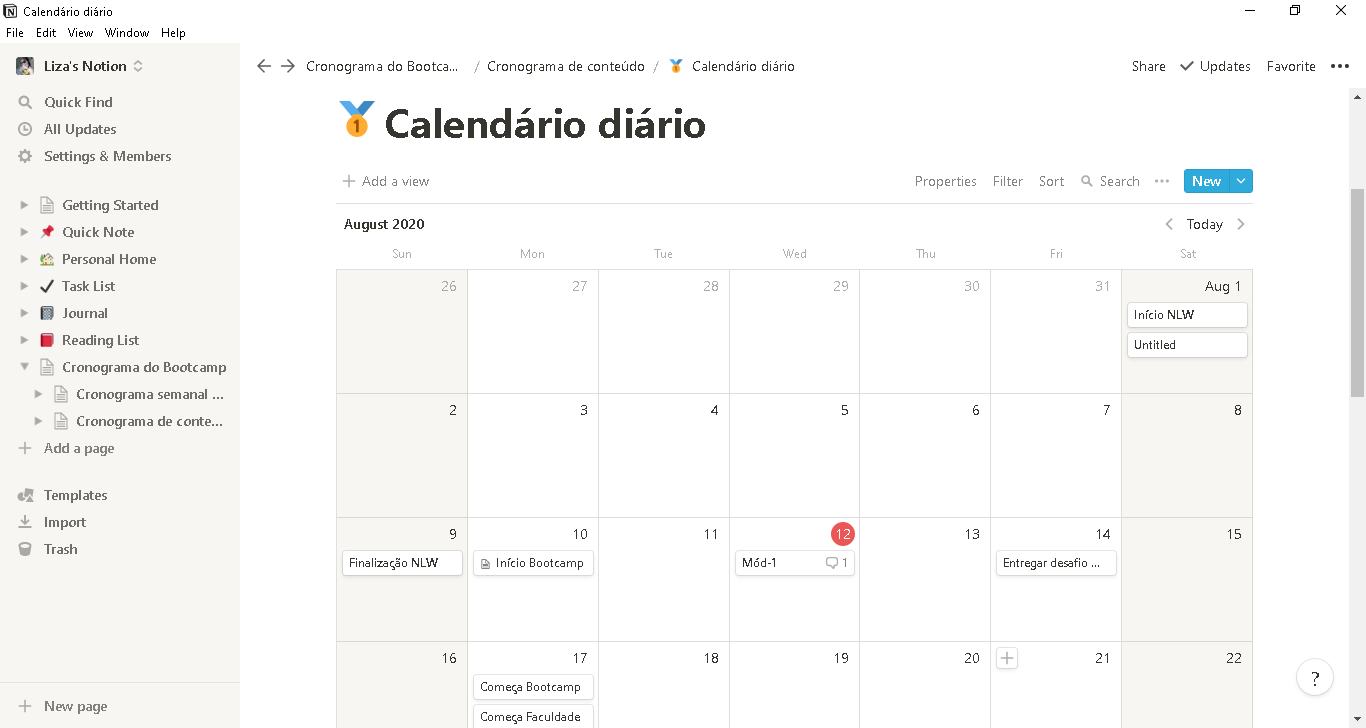 Calendário diário
File Edit View Window Help
Liza's Notion
Quick Find
All Updates
Settings & Members
Getting Started
Quick Note
Personal Home
Task List
Journal
Reading List
Cronograma do Bootcamp
Cronograma semanal ...
Cronograma de conte...
Add a page
Templates
Import
Trash
New page
Cronograma do Bootca... / Cronograma de conteúdo / Calendário diário
Share Updates Favorite
1 Calendário diário
Add a view
Properties Filter Sort Search New
August 2020
Today
Sun Mon Tue Wed Thu Fri Sat
26 27 28 29 30 31 Aug 1
Início NLW
Untitled
2 3 4 5 6 7 8
9 10 11 12 13 14 15
Finalização NLW Início Bootcamp Mód-1 1 Entregar desafio ...
16 17 18 19 20 21 22
Começa Bootcamp
Começa Faculdade
?